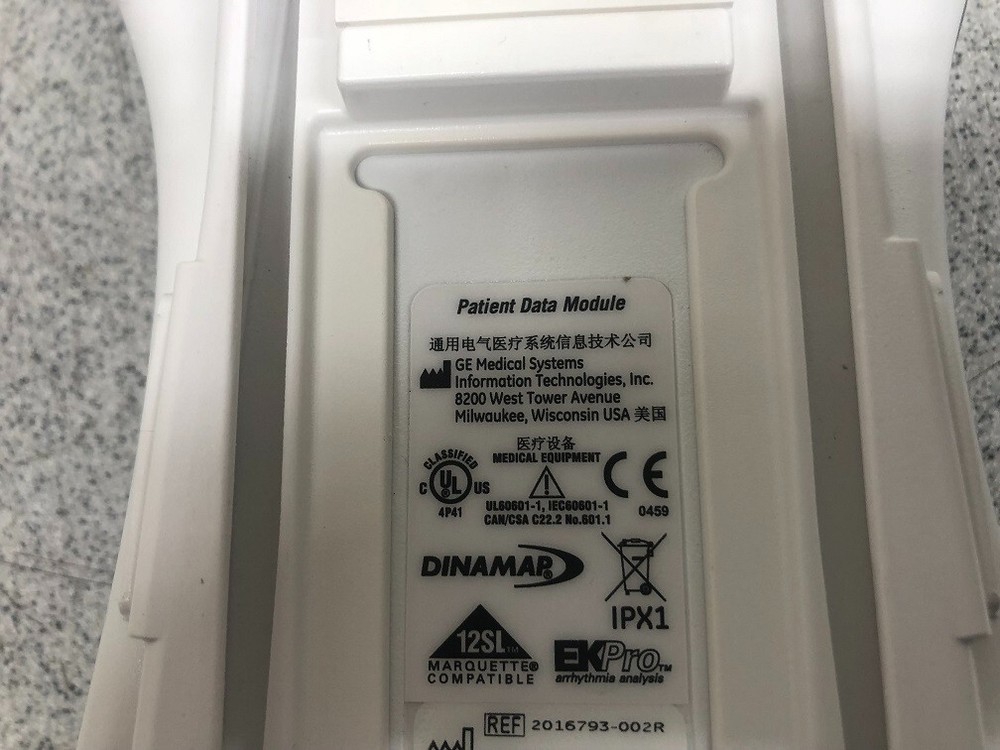 Patient Data Module
通用电气医疗系统信息技术公司
GE Medical Systems
Information Technologies, Inc.
8200 West Tower Avenue
Milwaukee, Wisconsin USA 美国
医疗设备
MEDICAL EQUIPMENT
CLASSIFIED
C UL® US
4P41
UL60601-1, IEC60601-1
CAN/CSA C22.2 No.601.1
CE
0459
DINAMAP®
IPX1
12SL™
MARQUETTE®
COMPATIBLE
EKPro™
arrhythmia analysis
REF 2016793-002R